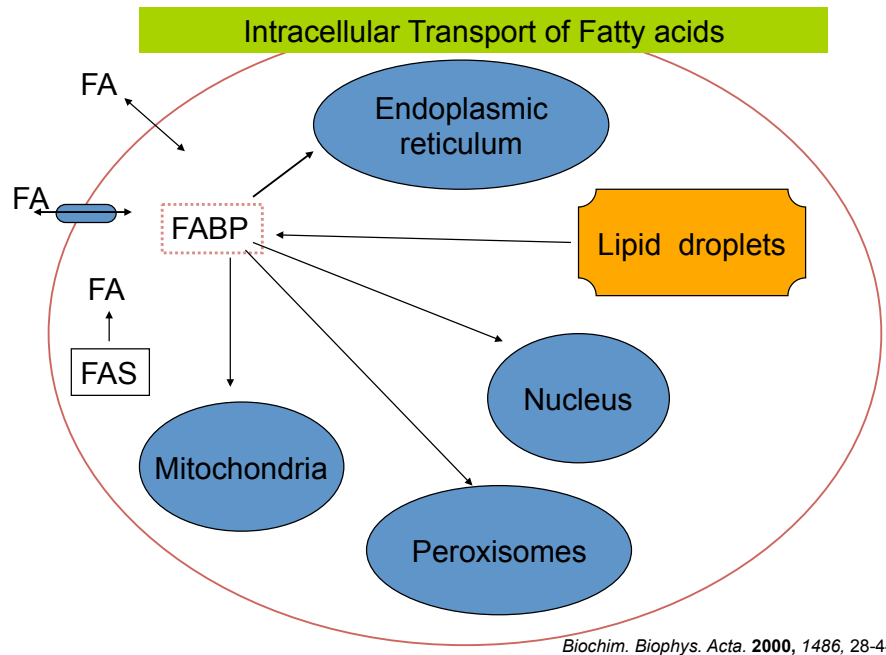 Intracellular Transport of Fatty acids
FA
Endoplasmic
reticulum
FA
FABP
Lipid droplets
FA
FAS
Nucleus
Mitochondria
Peroxisomes
Biochim. Biophys. Acta. 2000, 1486, 28-4